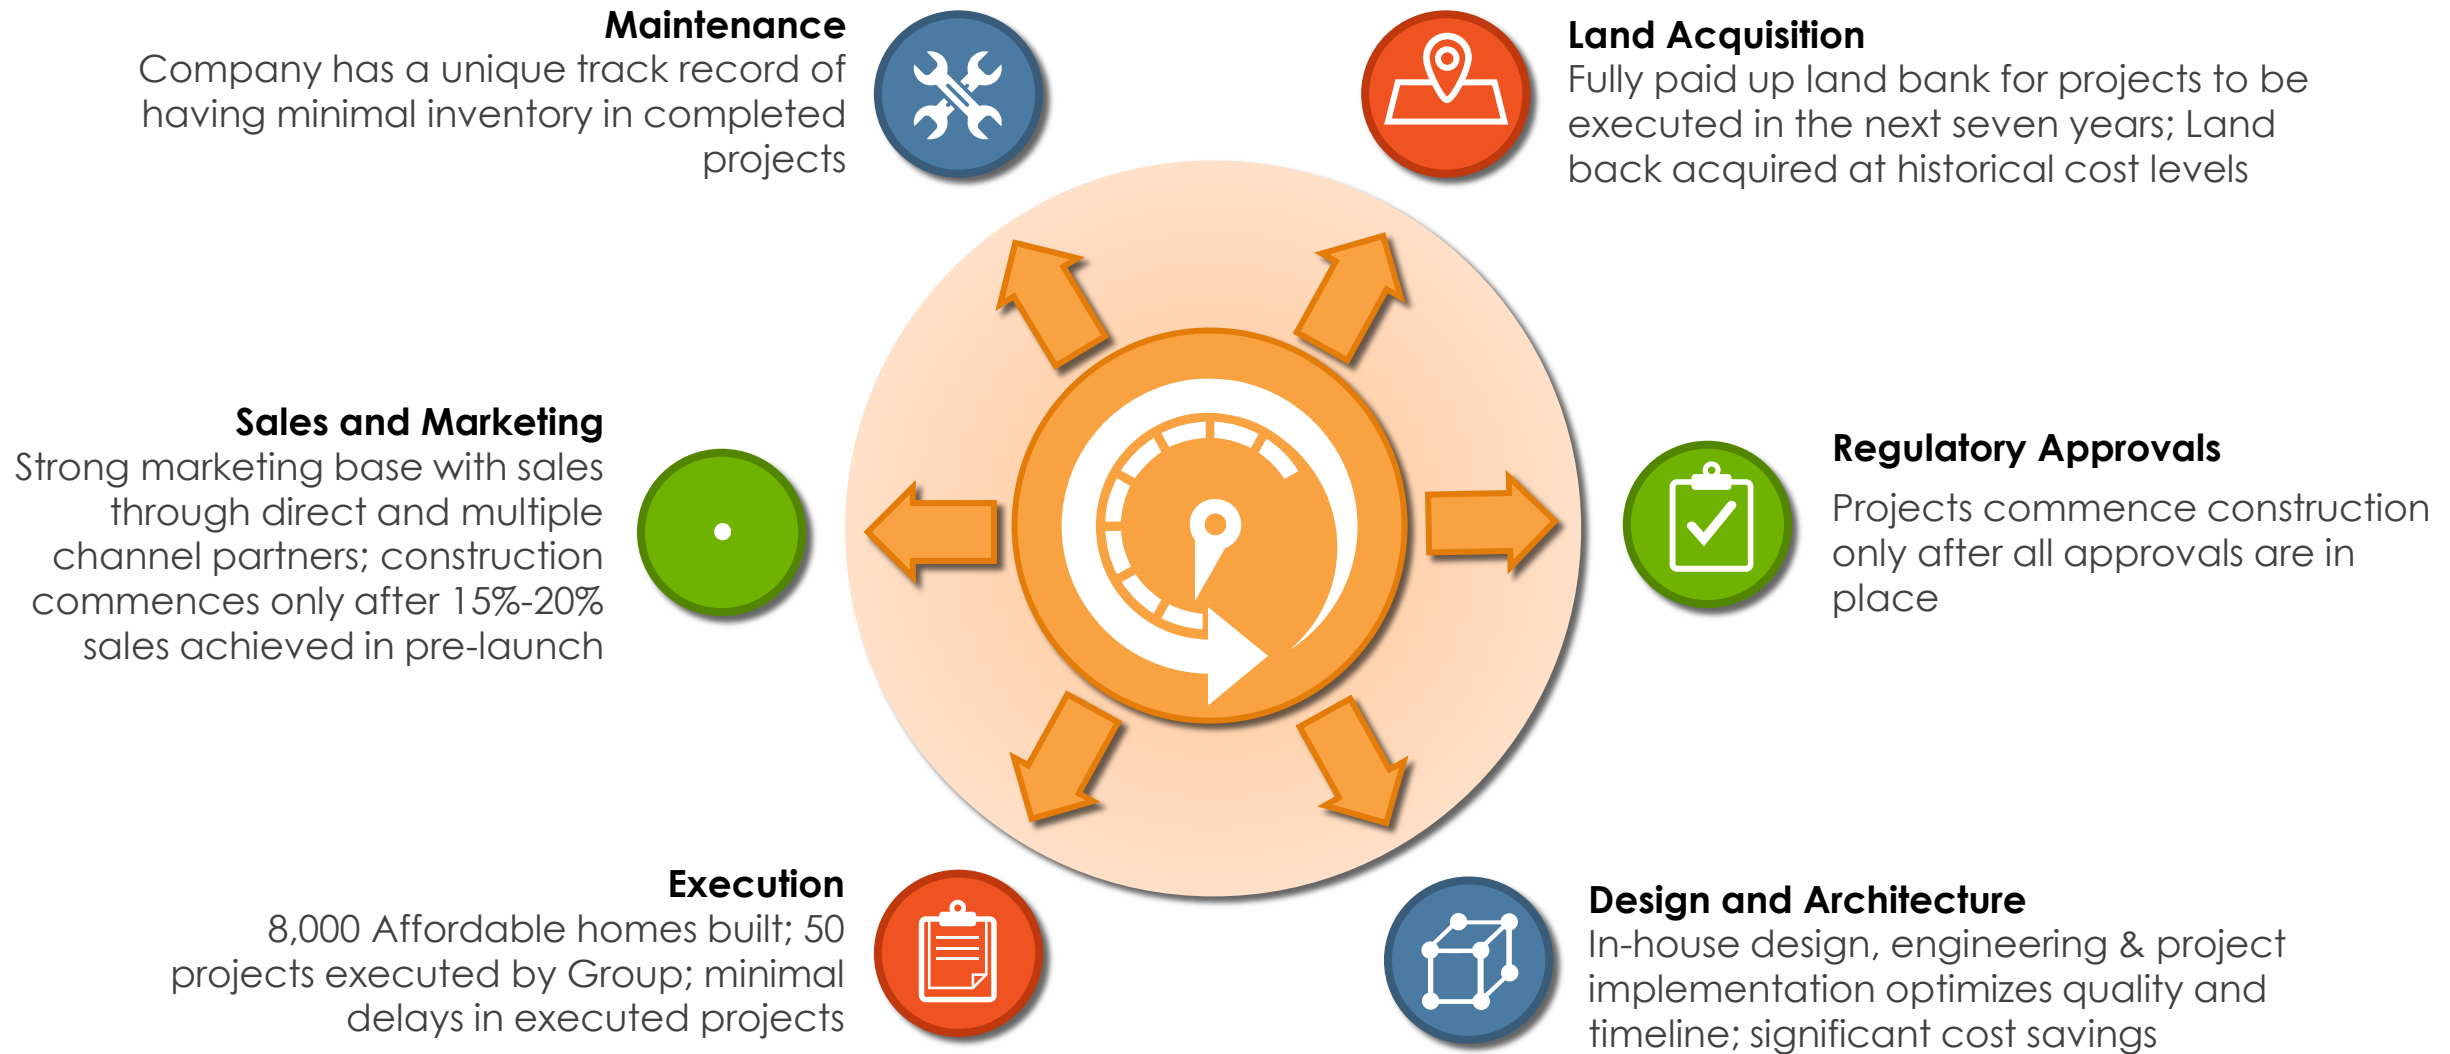 Maintenance
Company has a unique track record of
having minimal inventory in completed
projects
Land Acquisition
Fully paid up land bank for projects to be
executed in the next seven years; Land
back acquired at historical cost levels
Sales and Marketing
Strong marketing base with sales
through direct and multiple
channel partners; construction
commences only after 15%-20%
sales achieved in pre-launch
Regulatory Approvals
Projects commence construction
only after all approvals are in
place
Execution
8,000 Affordable homes built; 50
projects executed by Group; minimal
delays in executed projects
Design and Architecture
In-house design, engineering & project
implementation optimizes quality and
timeline; significant cost savings